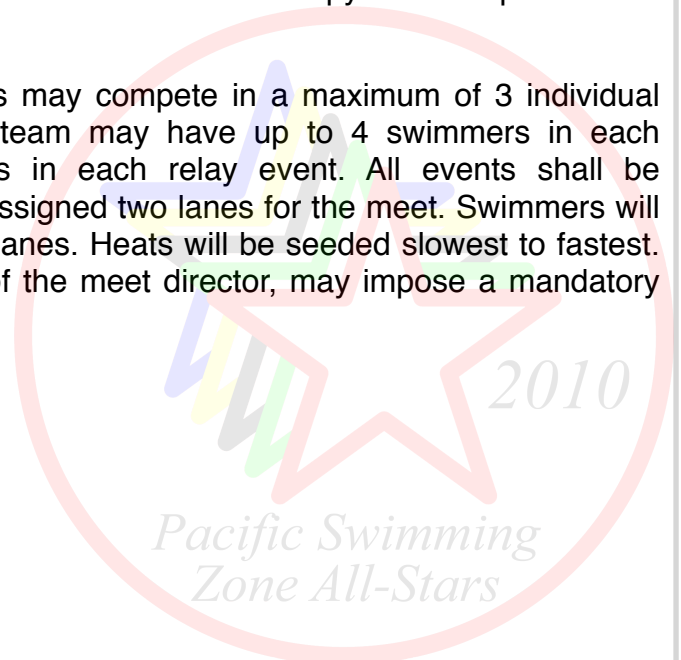 s may compete in a maximum of 3 individual
team may have up to 4 swimmers in each
s in each relay event. All events shall be
ssigned two lanes for the meet. Swimmers will
anes. Heats will be seeded slowest to fastest.
of the meet director, may impose a mandatory
2010
Pacific Swimming
Zone All-Stars